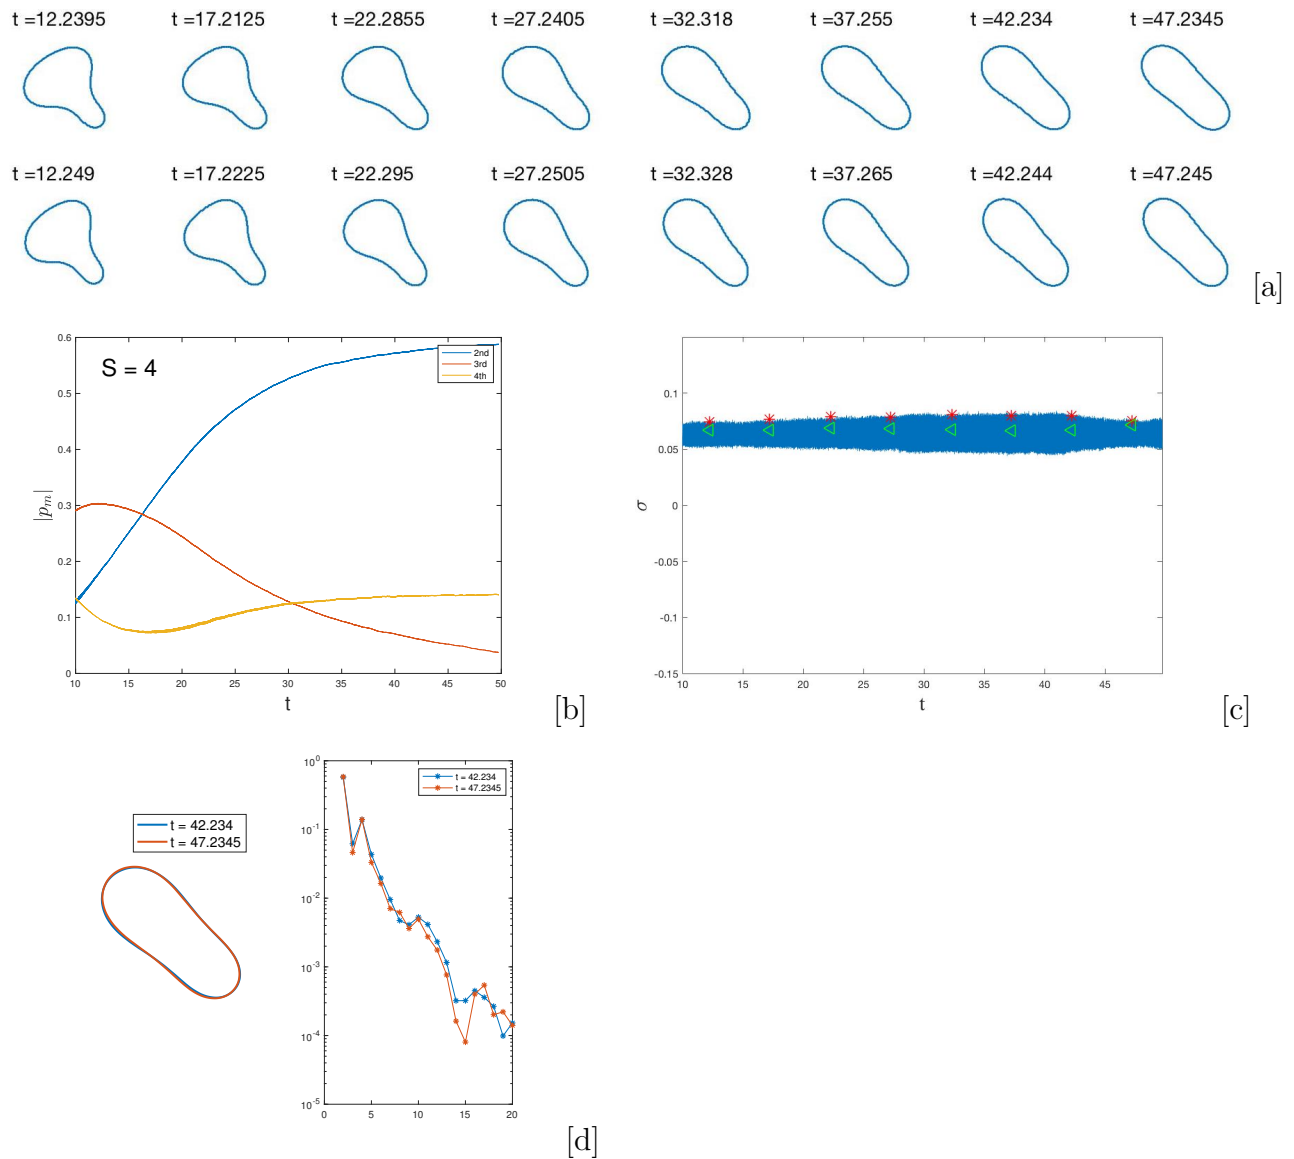 t =12.2395 t =17.2125 t =22.2855 t =27.2405 t =32.318 t =37.255 t =42.234 t =47.2345
t =12.249 t =17.2225 t =22.295 t =27.2505 t =32.328 t =37.265 t =42.244 t =47.245
[a]
S = 4
2nd
3rd
4th
0.6
0.5
0.4
0.3
0.2
0.1
0
|p_m|
10 15 20 25 30 35 40 45 50
t
[b]
0.1
0.05
0
-0.05
-0.1
-0.15
σ
10 15 20 25 30 35 40 45
t
[c]
t = 42.234
t = 47.2345
t = 42.234
t = 47.2345
10^0
10^-1
10^-2
10^-3
10^-4
10^-5
0 5 10 15 20
[d]